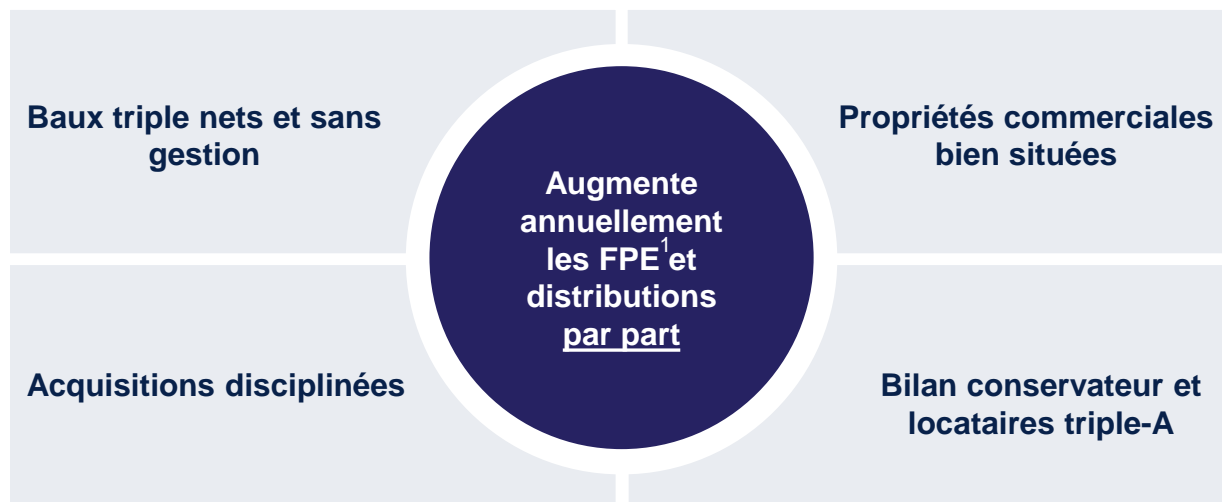 Baux triple nets et sans
gestion
Propriétés commerciales
bien situées
Augmente
annuellement
les FPE¹ et
distributions
par part
Acquisitions disciplinées
Bilan conservateur et
locataires triple-A